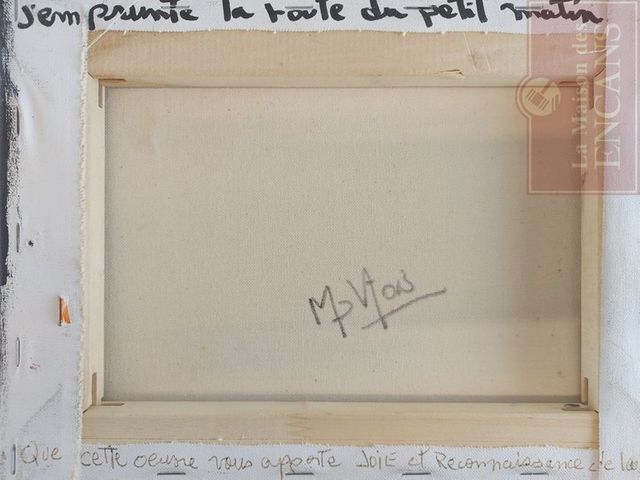 j'emprunte la route du petit matin
La Maison des
ENCANS
Que cette oeuvre vous apporte JOIE et Reconnaissance de la